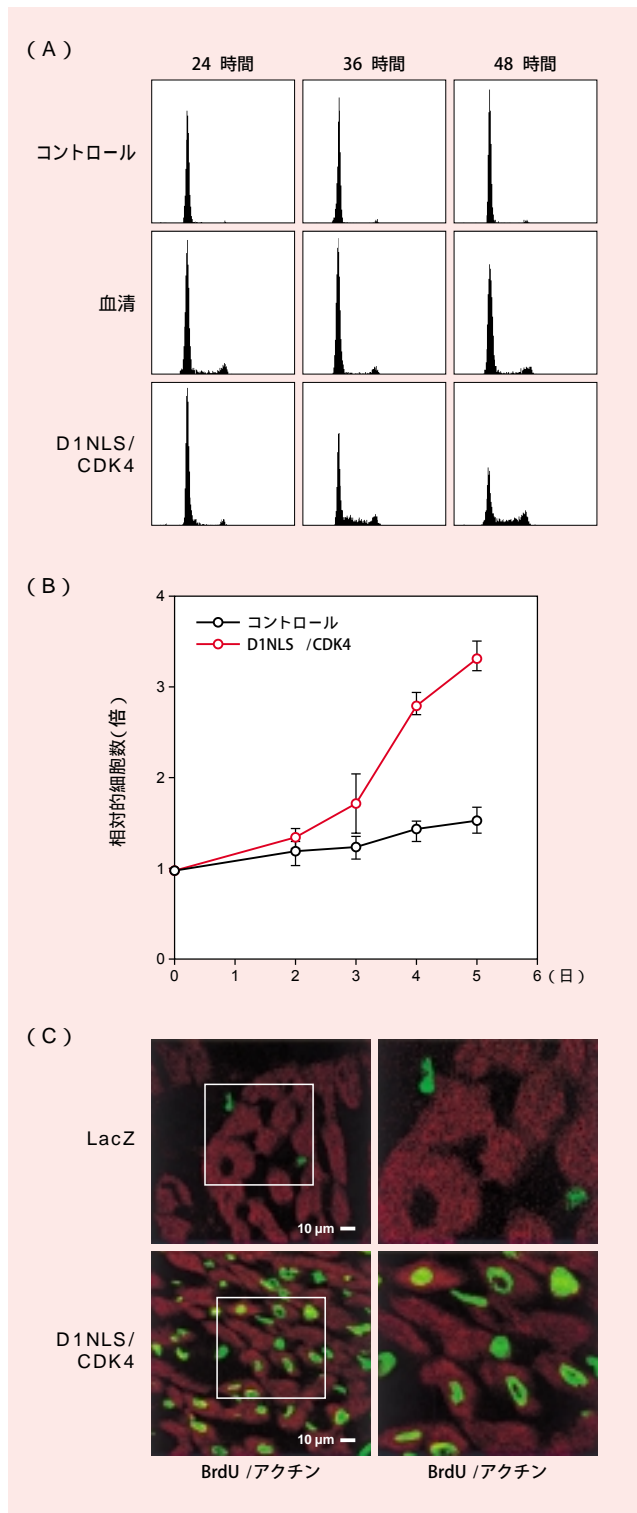 （A）
24 時間 36 時間 48 時間
コントロール
血清
D1NLS/
CDK4
（B）
4
コントロール
D1NLS /CDK4
3
相対的細胞数（倍）
2
1
0
0 1 2 3 4 5 6（日）
（C）
LacZ
10 μm
D1NLS/
CDK4
10 μm
BrdU /アクチン BrdU /アクチン